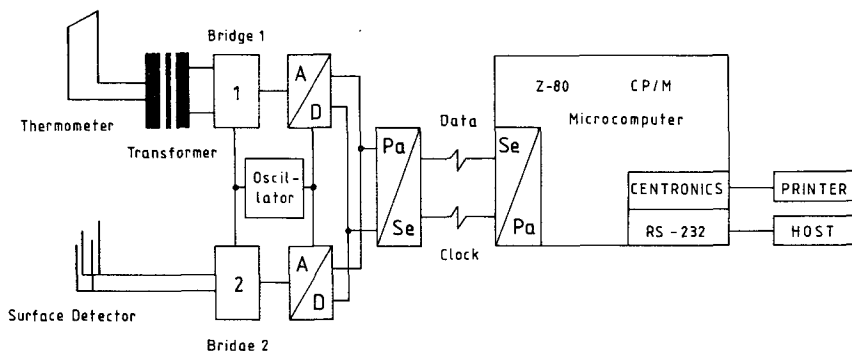 Bridge 1
1
A
D
Thermometer
Transformer
Oscil-
lator
Pa
Se
Data
Clock
Z-80 CP/M
Microcomputer
Se
Pa
CENTRONICS
PRINTER
RS-232
HOST
2
A
D
Surface Detector
Bridge 2